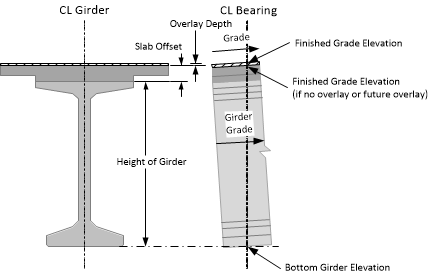 CL Girder
CL Bearing
Overlay Depth
Slab Offset
Grade
Finished Grade Elevation
Finished Grade Elevation
(if no overlay or future overlay)
Girder
Grade
Height of Girder
Bottom Girder Elevation